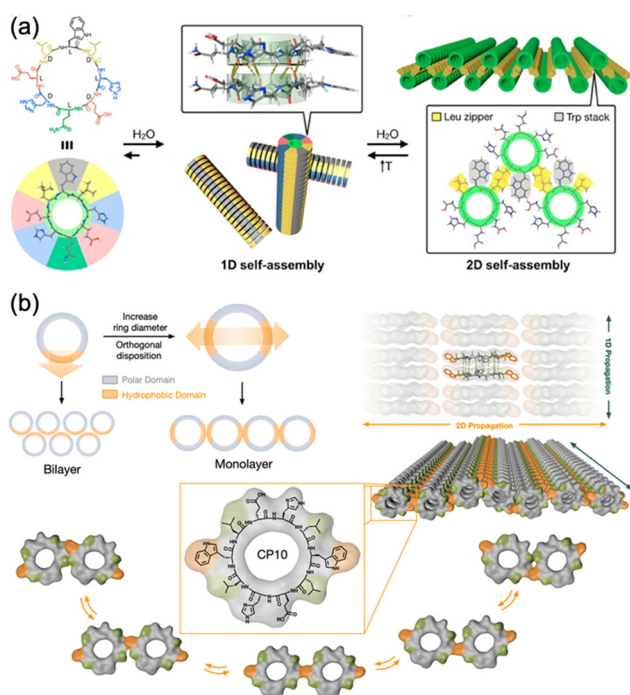 (a)
D
L
D
L
L
D
D
L
III
H₂O
1D self-assembly
H₂O
↑T
Leu zipper
Trp stack
2D self-assembly
(b)
Increase
ring diameter
Orthogonal
disposition
Polar Domain
Hydrophobic Domain
Bilayer
Monolayer
1D Propagation
2D Propagation
CP10